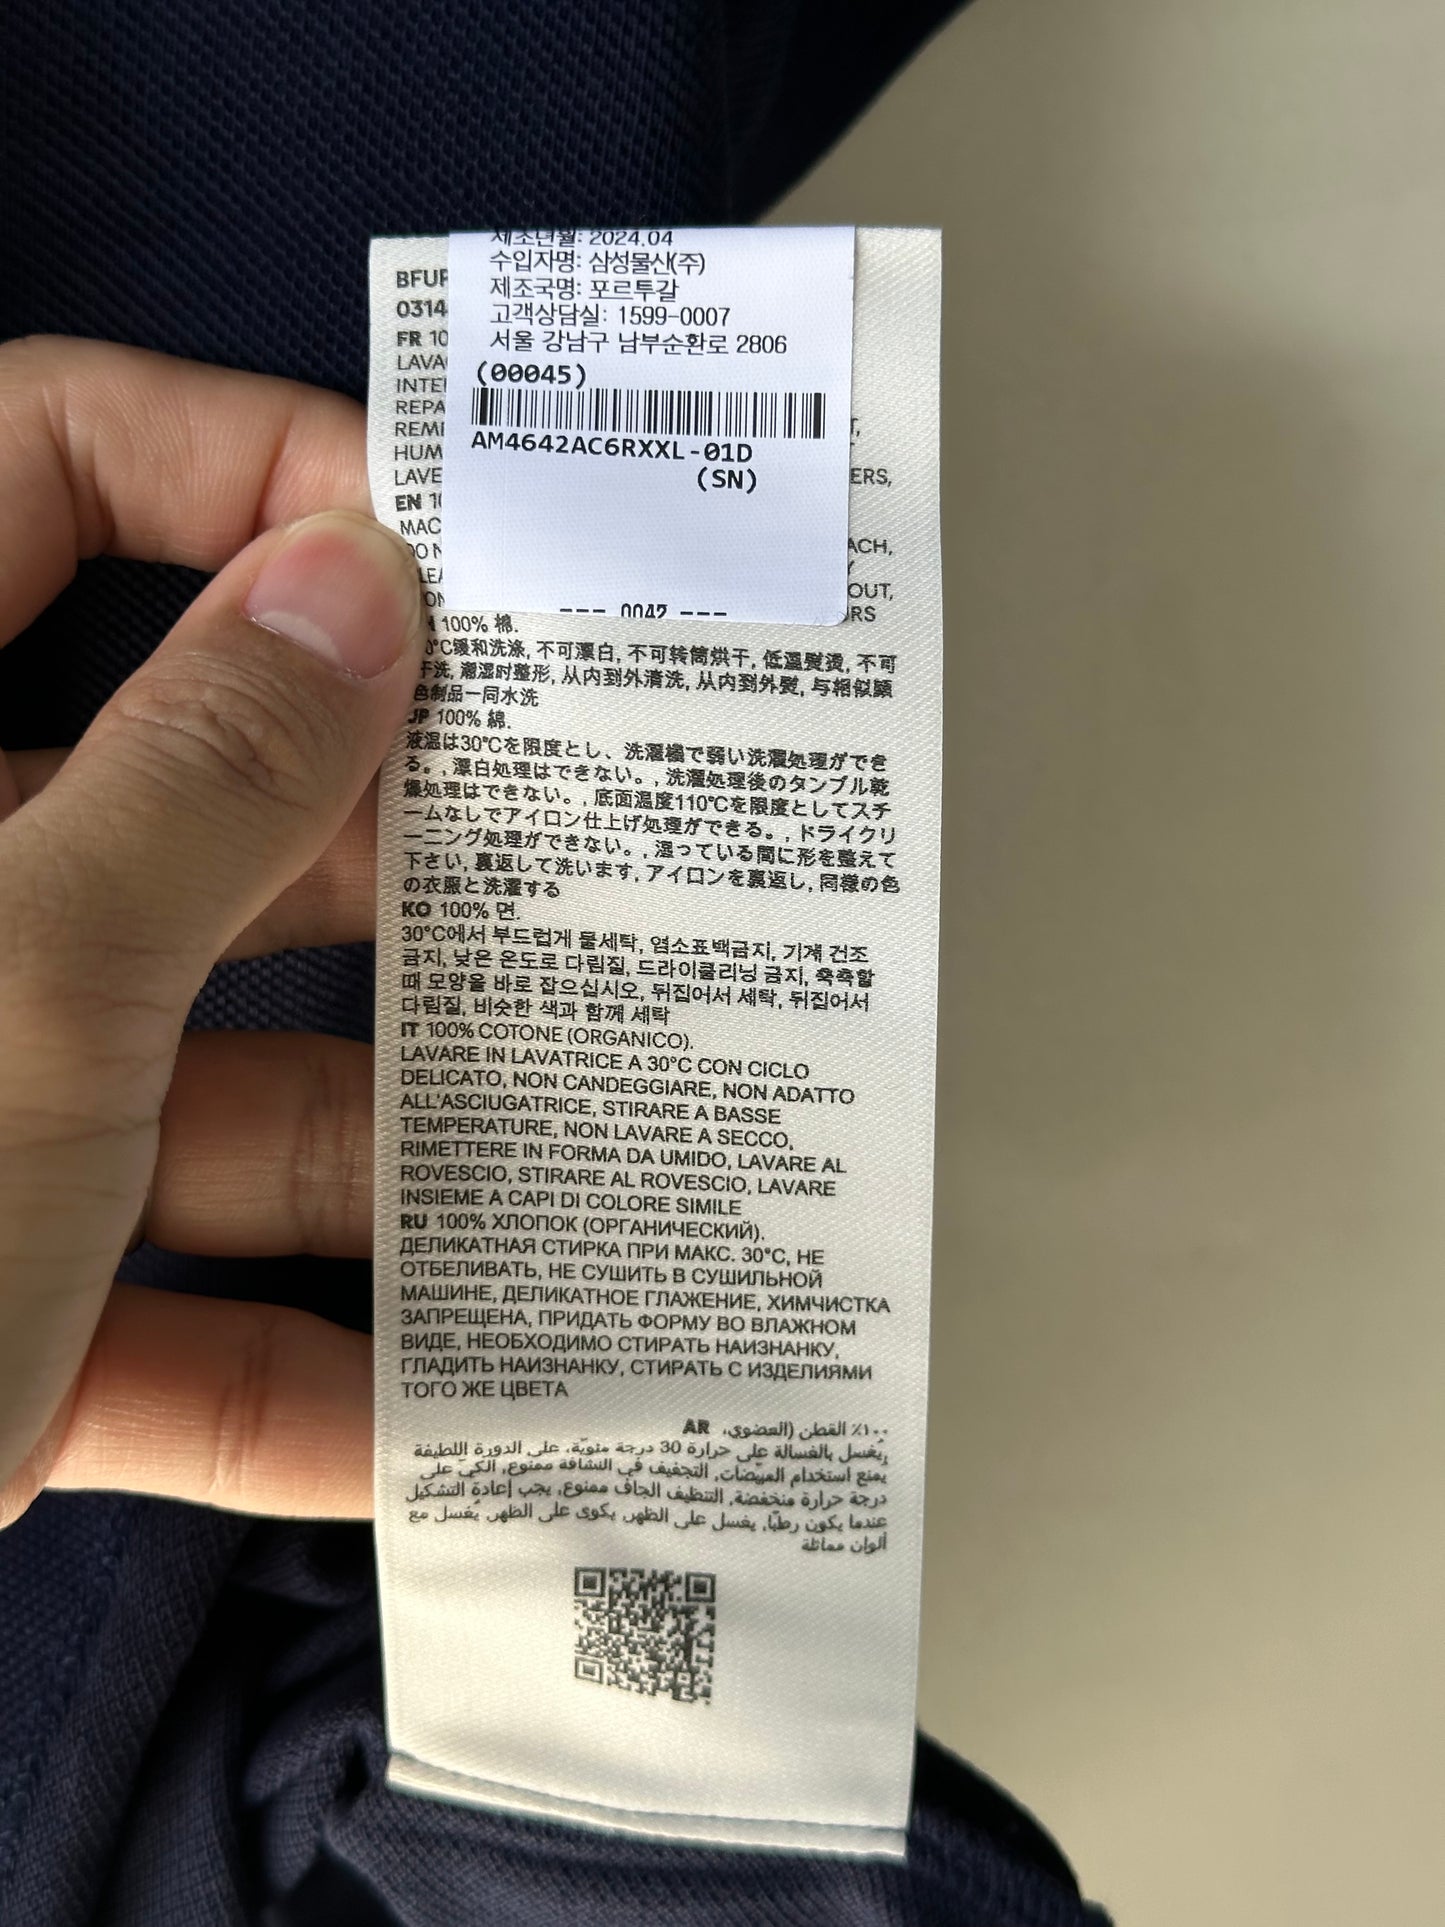 제조년월: 2024.04
수입자명: 삼성물산(주)
제조국명: 포르투갈
고객상담실: 1599-0007
서울 강남구 남부순환로 2806
(00045)
AM4642AC6RXXL-01D
(SN)
--- 0042 ---
BFUF
0314
FR 10
LAVA
INTE
REPA
REMI
HUM
LAVE
ERS,
EN 10
MAC
ACH,
OUT,
ORS
100% 棉.
0°C缓和洗涤, 不可漂白, 不可转筒烘干, 低温熨烫, 不可
干洗, 潮湿时整形, 从内到外清洗, 从内到外熨, 与相似颜
色制品一同水洗
JP 100% 綿.
液温は30℃を限度とし、洗濯機で弱い洗濯処理ができ
る。, 漂白処理はできない。, 洗濯処理後のタンブル乾
燥処理はできない。, 底面温度110℃を限度としてスチ
ームなしでアイロン仕上げ処理ができる。, ドライクリ
ーニング処理ができない。, 湿っている間に形を整えて
下さい, 裏返して洗います, アイロンを裏返し, 同様の色
の衣服と洗濯する
KO 100% 면.
30°C에서 부드럽게 물세탁, 염소표백금지, 기계 건조
금지, 낮은 온도로 다림질, 드라이클리닝 금지, 축축할
때 모양을 바로 잡으십시오, 뒤집어서 세탁, 뒤집어서
다림질, 비슷한 색과 함께 세탁
IT 100% COTONE (ORGANICO).
LAVARE IN LAVATRICE A 30°C CON CICLO
DELICATO, NON CANDEGGIARE, NON ADATTO
ALL'ASCIUGATRICE, STIRARE A BASSE
TEMPERATURE, NON LAVARE A SECCO,
RIMETTERE IN FORMA DA UMIDO, LAVARE AL
ROVESCIO, STIRARE AL ROVESCIO, LAVARE
INSIEME A CAPI DI COLORE SIMILE
RU 100% ХЛОПОК (ОРГАНИЧЕСКИЙ).
ДЕЛИКАТНАЯ СТИРКА ПРИ МАКС. 30°C, НЕ
ОТБЕЛИВАТЬ, НЕ СУШИТЬ В СУШИЛЬНОЙ
МАШИНЕ, ДЕЛИКАТНОЕ ГЛАЖЕНИЕ, ХИМЧИСТКА
ЗАПРЕЩЕНА, ПРИДАТЬ ФОРМУ ВО ВЛАЖНОМ
ВИДЕ, НЕОБХОДИМО СТИРАТЬ НАИЗНАНКУ,
ГЛАДИТЬ НАИЗНАНКУ, СТИРАТЬ С ИЗДЕЛИЯМИ
ТОГО ЖЕ ЦВЕТА
١٠٠٪ القطن (العضوي، AR
يُغسل بالغسالة على حرارة 30 درجة مئويّة، على الدورة اللطيفة
يمنع استخدام المبيضات, التجفيف في النشافة ممنوع, الكي على
درجة حرارة منخفضة, التنظيف الجاف ممنوع, يجب إعادة التشكيل
عندما يكون رطبًا, يغسل على الظهر, يكوى على الظهر, يُغسل مع
ألوان مماثلة